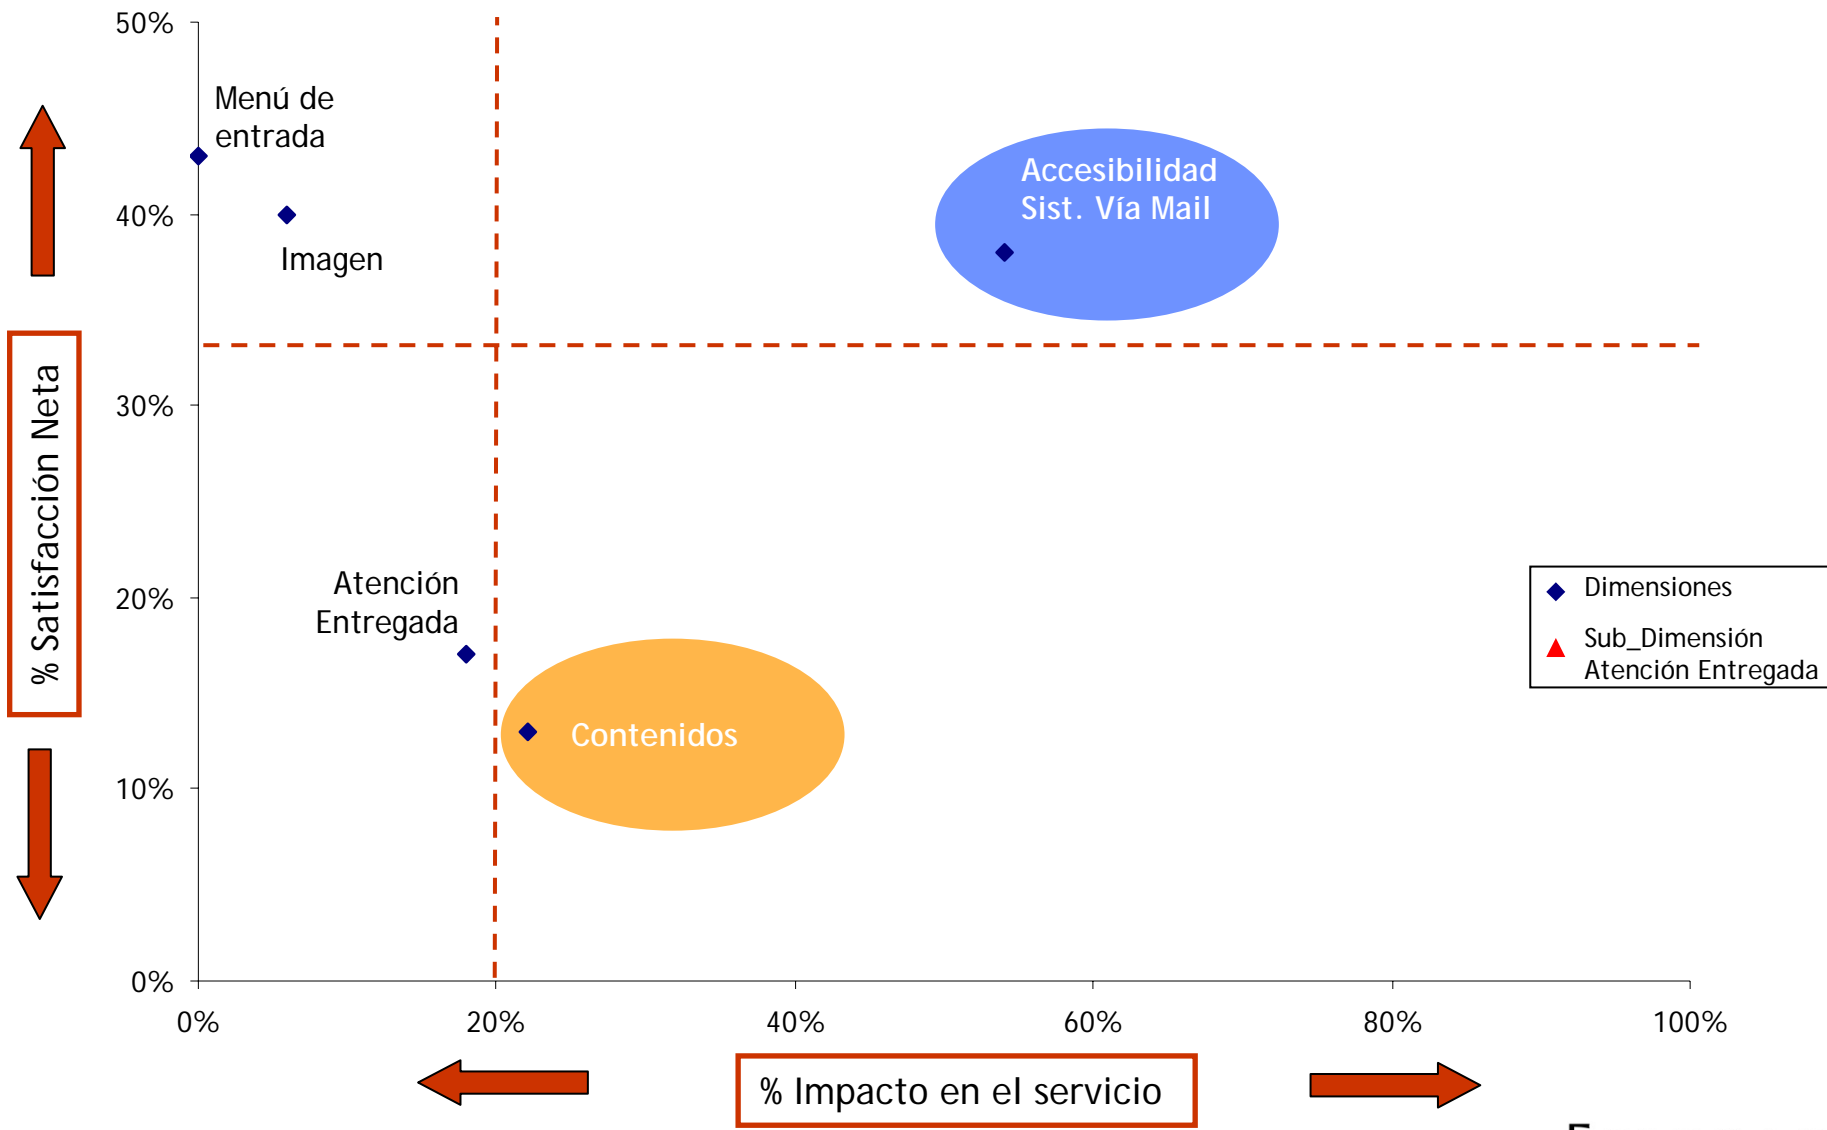 50%
Menú de
entrada
Accesibilidad
Sist. Vía Mail
40%
Imagen
30%
% Satisfacción Neta
20%
Atención
Entregada
Dimensiones
Sub_Dimensión
Atención Entregada
Contenidos
10%
0%
0% 20% 40% 60% 80% 100%
% Impacto en el servicio